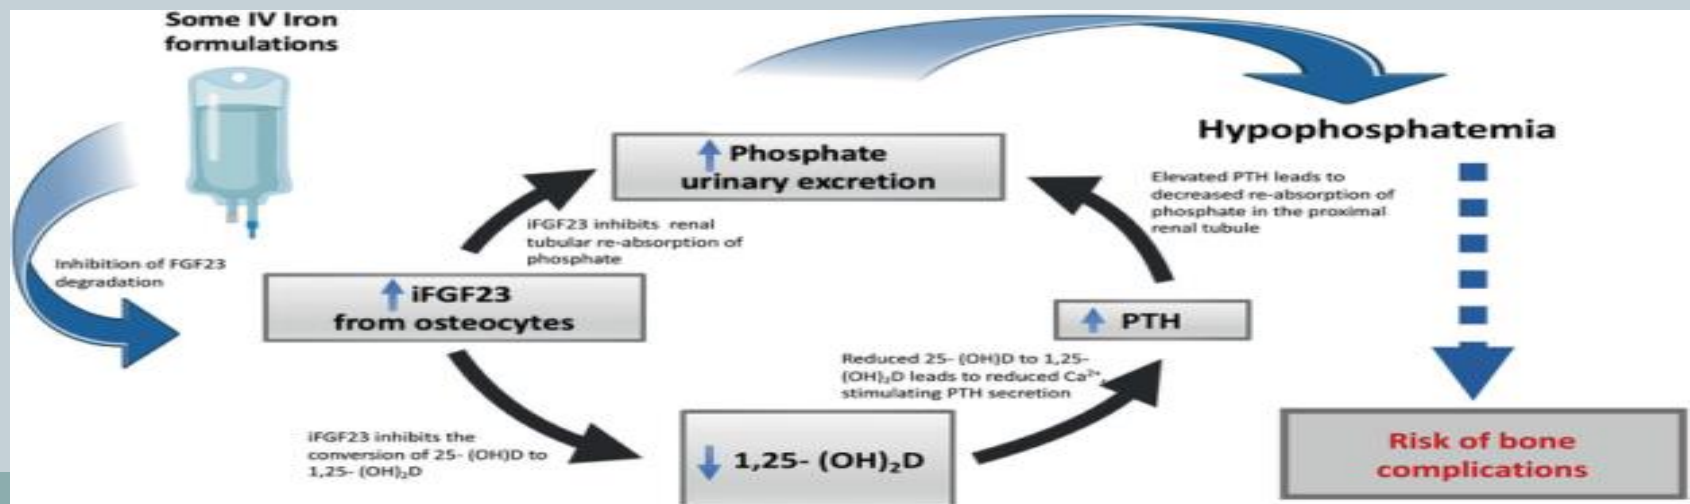 Some IV Iron
formulations
Inhibition of FGF23
degradation
↑ iFGF23
from osteocytes
iFGF23 inhibits renal
tubular re-absorption of
phosphate
↑ Phosphate
urinary excretion
iFGF23 inhibits the
conversion of 25- (OH)D to
1,25- (OH)₂D
↓ 1,25- (OH)₂D
Reduced 25- (OH)D to 1,25-
(OH)₂D leads to reduced Ca²⁺,
stimulating PTH secretion
↑ PTH
Elevated PTH leads to
decreased re-absorption of
phosphate in the proximal
renal tubule
Hypophosphatemia
Risk of bone
complications